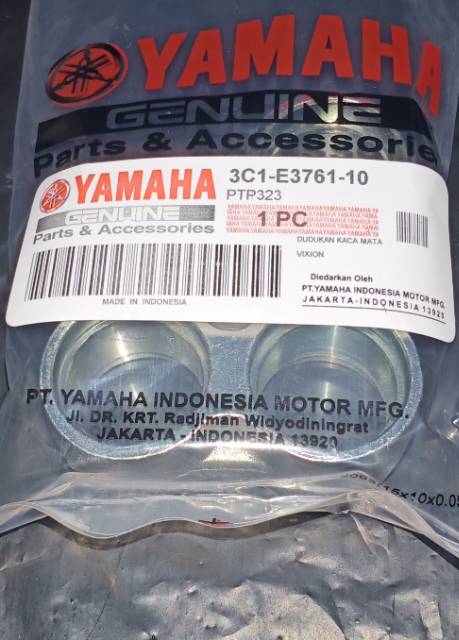 YAMAHA
GENUINE
Parts & Accessories
YAMAHA
GENUINE
Parts & Accessories
3C1-E3761-10
PTP323
1 PC
DUDUKAN KACA MATA
VIXION
MADE IN INDONESIA
Diedarkan Oleh
PT.YAMAHA INDONESIA MOTOR MFG.
JAKARTA-INDONESIA 13920
PT. YAMAHA INDONESIA MOTOR MFG.
Jl. DR. KRT. Radjiman Widyodiningrat
JAKARTA - INDONESIA 13920